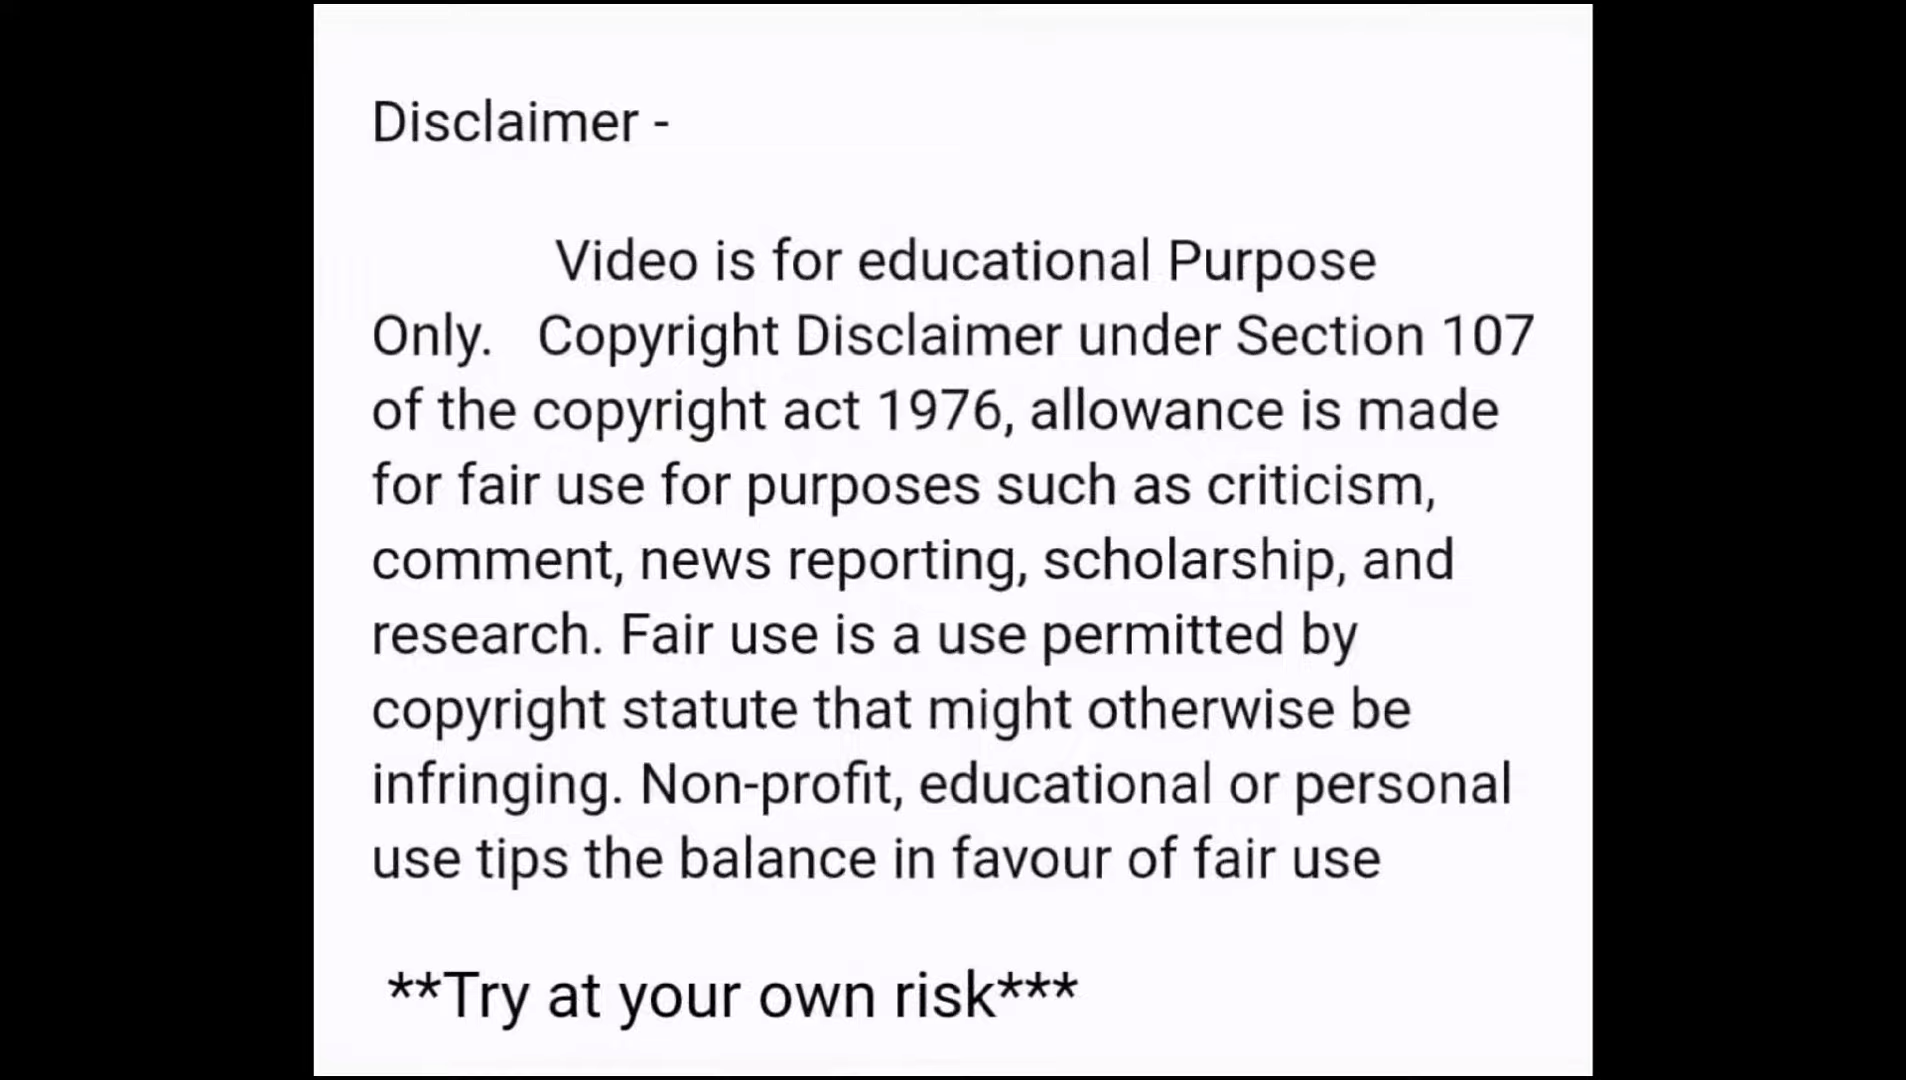 Disclaimer -
Video is for educational Purpose
Only. Copyright Disclaimer under Section 107
of the copyright act 1976, allowance is made
for fair use for purposes such as criticism,
comment, news reporting, scholarship, and
research. Fair use is a use permitted by
copyright statute that might otherwise be
infringing. Non-profit, educational or personal
use tips the balance in favour of fair use
**Try at your own risk***